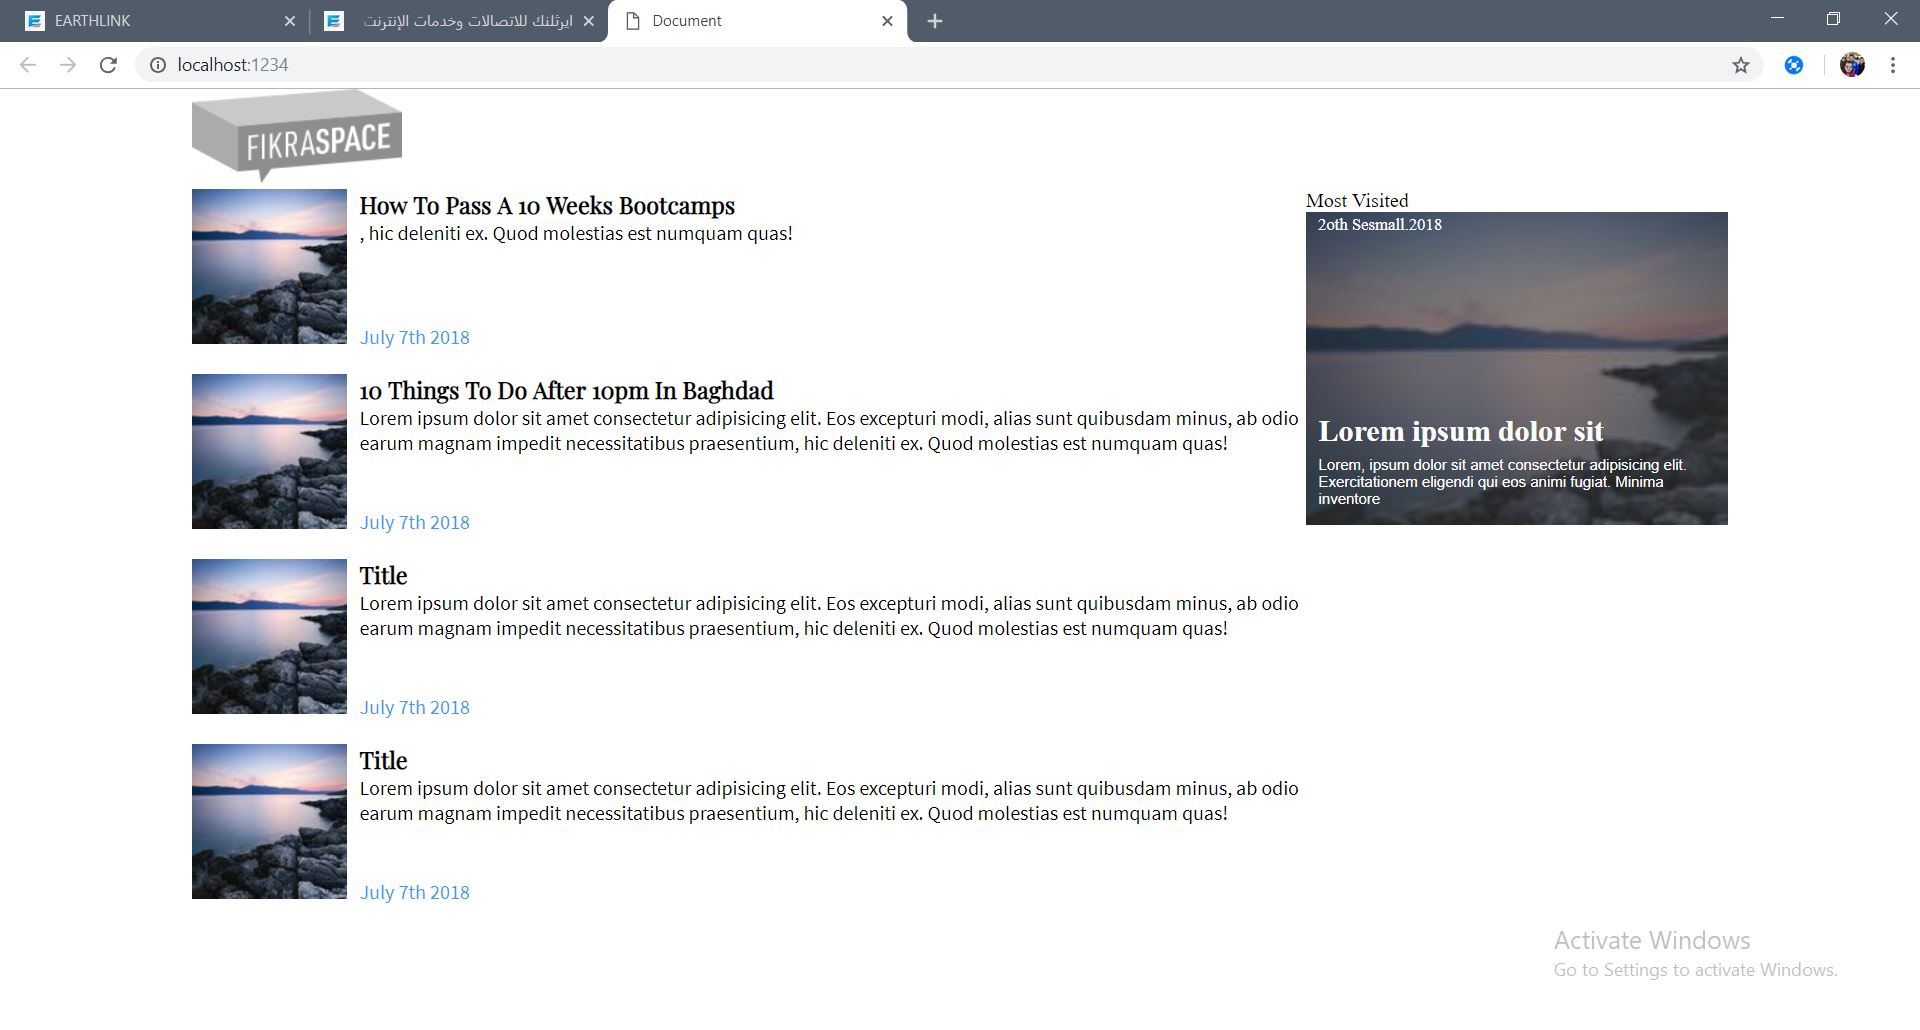 EARTHLINK
ايرثلنك للاتصالات وخدمات الإنترنت
Document
localhost:1234
FIKRASPACE
How To Pass A 10 Weeks Bootcamps
, hic deleniti ex. Quod molestias est numquam quas!
July 7th 2018
10 Things To Do After 10pm In Baghdad
Lorem ipsum dolor sit amet consectetur adipisicing elit. Eos excepturi modi, alias sunt quibusdam minus, ab odio
earum magnam impedit necessitatibus praesentium, hic deleniti ex. Quod molestias est numquam quas!
July 7th 2018
Title
Lorem ipsum dolor sit amet consectetur adipisicing elit. Eos excepturi modi, alias sunt quibusdam minus, ab odio
earum magnam impedit necessitatibus praesentium, hic deleniti ex. Quod molestias est numquam quas!
July 7th 2018
Title
Lorem ipsum dolor sit amet consectetur adipisicing elit. Eos excepturi modi, alias sunt quibusdam minus, ab odio
earum magnam impedit necessitatibus praesentium, hic deleniti ex. Quod molestias est numquam quas!
July 7th 2018
Most Visited
2oth Sesmall.2018
Lorem ipsum dolor sit
Lorem, ipsum dolor sit amet consectetur adipisicing elit.
Exercitationem eligendi qui eos animi fugiat. Minima
inventore
Activate Windows
Go to Settings to activate Windows.